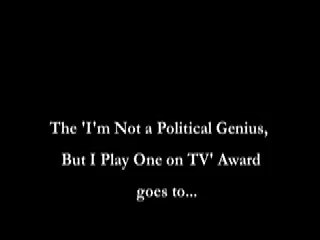 The 'I'm Not a Political Genius,
But I Play One on TV' Award
goes to...